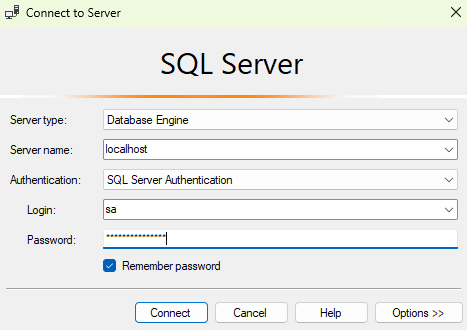 Connect to Server
SQL Server
Server type: Database Engine
Server name: localhost
Authentication: SQL Server Authentication
Login: sa
Password: ***************
Remember password
Connect Cancel Help Options >>